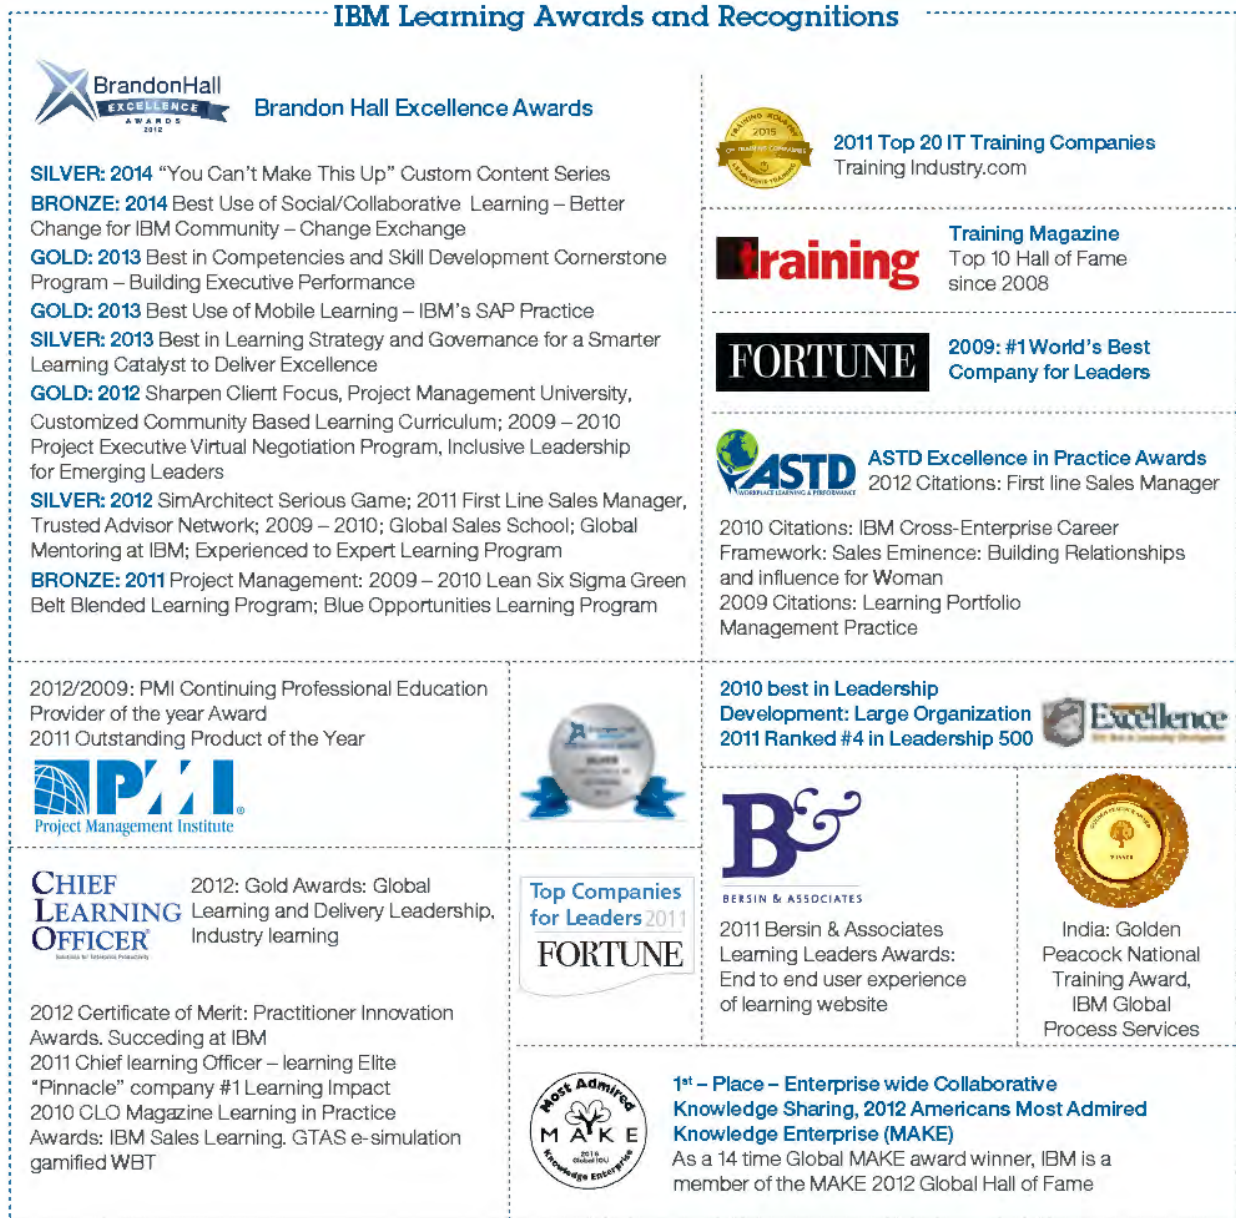 IBM Learning Awards and Recognitions
BrandonHall
EXCELLENCE
AWARDS
2012
Brandon Hall Excellence Awards
SILVER: 2014 “You Can’t Make This Up” Custom Content Series
BRONZE: 2014 Best Use of Social/Collaborative Learning – Better
Change for IBM Community – Change Exchange
GOLD: 2013 Best in Competencies and Skill Development Cornerstone
Program – Building Executive Performance
GOLD: 2013 Best Use of Mobile Learning – IBM’s SAP Practice
SILVER: 2013 Best in Learning Strategy and Governance for a Smarter
Learning Catalyst to Deliver Excellence
GOLD: 2012 Sharpen Client Focus, Project Management University,
Customized Community Based Learning Curriculum; 2009 – 2010
Project Executive Virtual Negotiation Program, Inclusive Leadership
for Emerging Leaders
SILVER: 2012 SimArchitect Serious Game; 2011 First Line Sales Manager,
Trusted Advisor Network; 2009 – 2010; Global Sales School; Global
Mentoring at IBM; Experienced to Expert Learning Program
BRONZE: 2011 Project Management: 2009 – 2010 Lean Six Sigma Green
Belt Blended Learning Program; Blue Opportunities Learning Program
TRAINING INDUSTRY
2015
TRAINING COMPANIES
LEADERSHIP TRAINING
2011 Top 20 IT Training Companies
Training Industry.com
training
Training Magazine
Top 10 Hall of Fame
since 2008
FORTUNE
2009: #1 World’s Best
Company for Leaders
ASTD
WORKPLACE LEARNING & PERFORMANCE
ASTD Excellence in Practice Awards
2012 Citations: First line Sales Manager
2010 Citations: IBM Cross-Enterprise Career
Framework: Sales Eminence: Building Relationships
and influence for Woman
2009 Citations: Learning Portfolio
Management Practice
2012/2009: PMI Continuing Professional Education
Provider of the year Award
2011 Outstanding Product of the Year
PMI®
Project Management Institute
SILVER
2010 best in Leadership
Development: Large Organization
2011 Ranked #4 in Leadership 500
Excellence
CHIEF
LEARNING
OFFICER®
Solutions for Enterprise Productivity
2012: Gold Awards: Global
Learning and Delivery Leadership,
Industry learning
2012 Certificate of Merit: Practitioner Innovation
Awards. Succeding at IBM
2011 Chief learning Officer – learning Elite
“Pinnacle” company #1 Learning Impact
2010 CLO Magazine Learning in Practice
Awards: IBM Sales Learning. GTAS e-simulation
gamified WBT
Top Companies
for Leaders 2011
FORTUNE
B&
BERSIN & ASSOCIATES
2011 Bersin & Associates
Learning Leaders Awards:
End to end user experience
of learning website
GOLDEN PEACOCK AWARD
WINNER
India: Golden
Peacock National
Training Award,
IBM Global
Process Services
Most Admired
MAKE
Knowledge Enterprise
1st – Place – Enterprise wide Collaborative
Knowledge Sharing, 2012 Americans Most Admired
Knowledge Enterprise (MAKE)
As a 14 time Global MAKE award winner, IBM is a
member of the MAKE 2012 Global Hall of Fame